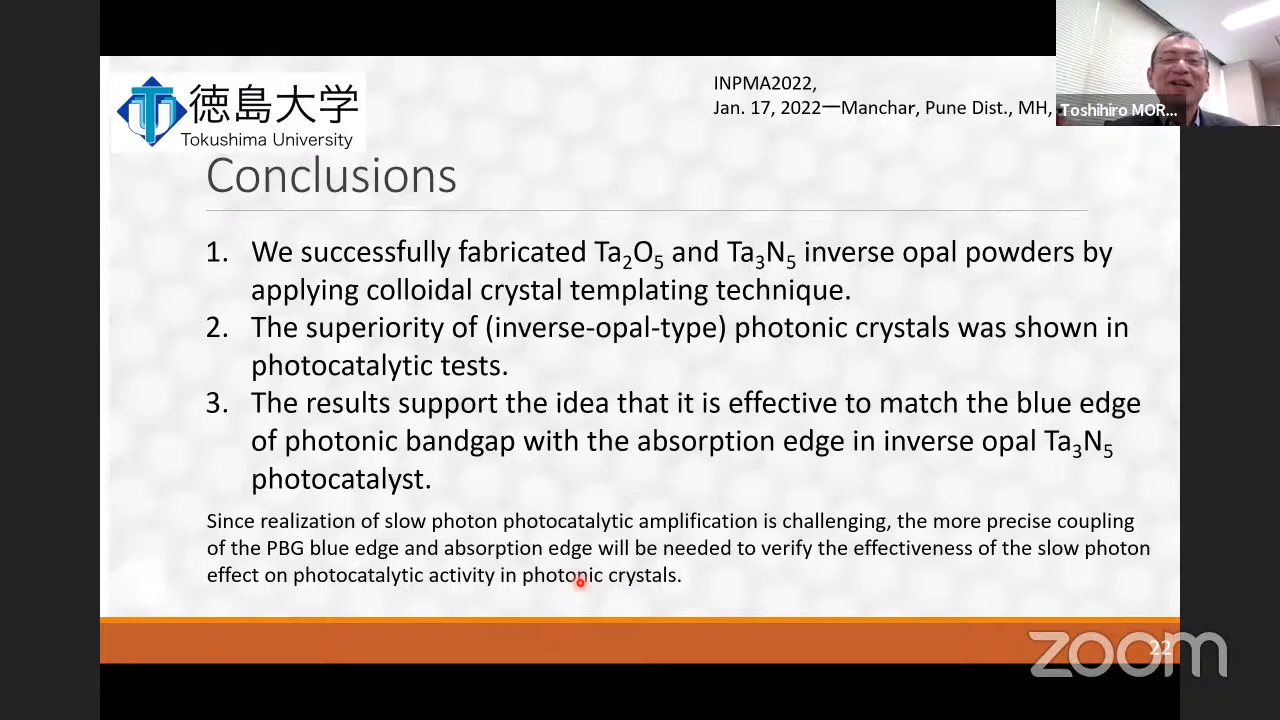 徳島大学
Tokushima University
INPMA2022,
Jan. 17, 2022—Manchar, Pune Dist., MH,
Toshihiro MOR...
Conclusions
1. We successfully fabricated Ta₂O₅ and Ta₃N₅ inverse opal powders by
applying colloidal crystal templating technique.
2. The superiority of (inverse-opal-type) photonic crystals was shown in
photocatalytic tests.
3. The results support the idea that it is effective to match the blue edge
of photonic bandgap with the absorption edge in inverse opal Ta₃N₅
photocatalyst.
Since realization of slow photon photocatalytic amplification is challenging, the more precise coupling
of the PBG blue edge and absorption edge will be needed to verify the effectiveness of the slow photon
effect on photocatalytic activity in photonic crystals.
22
zoom